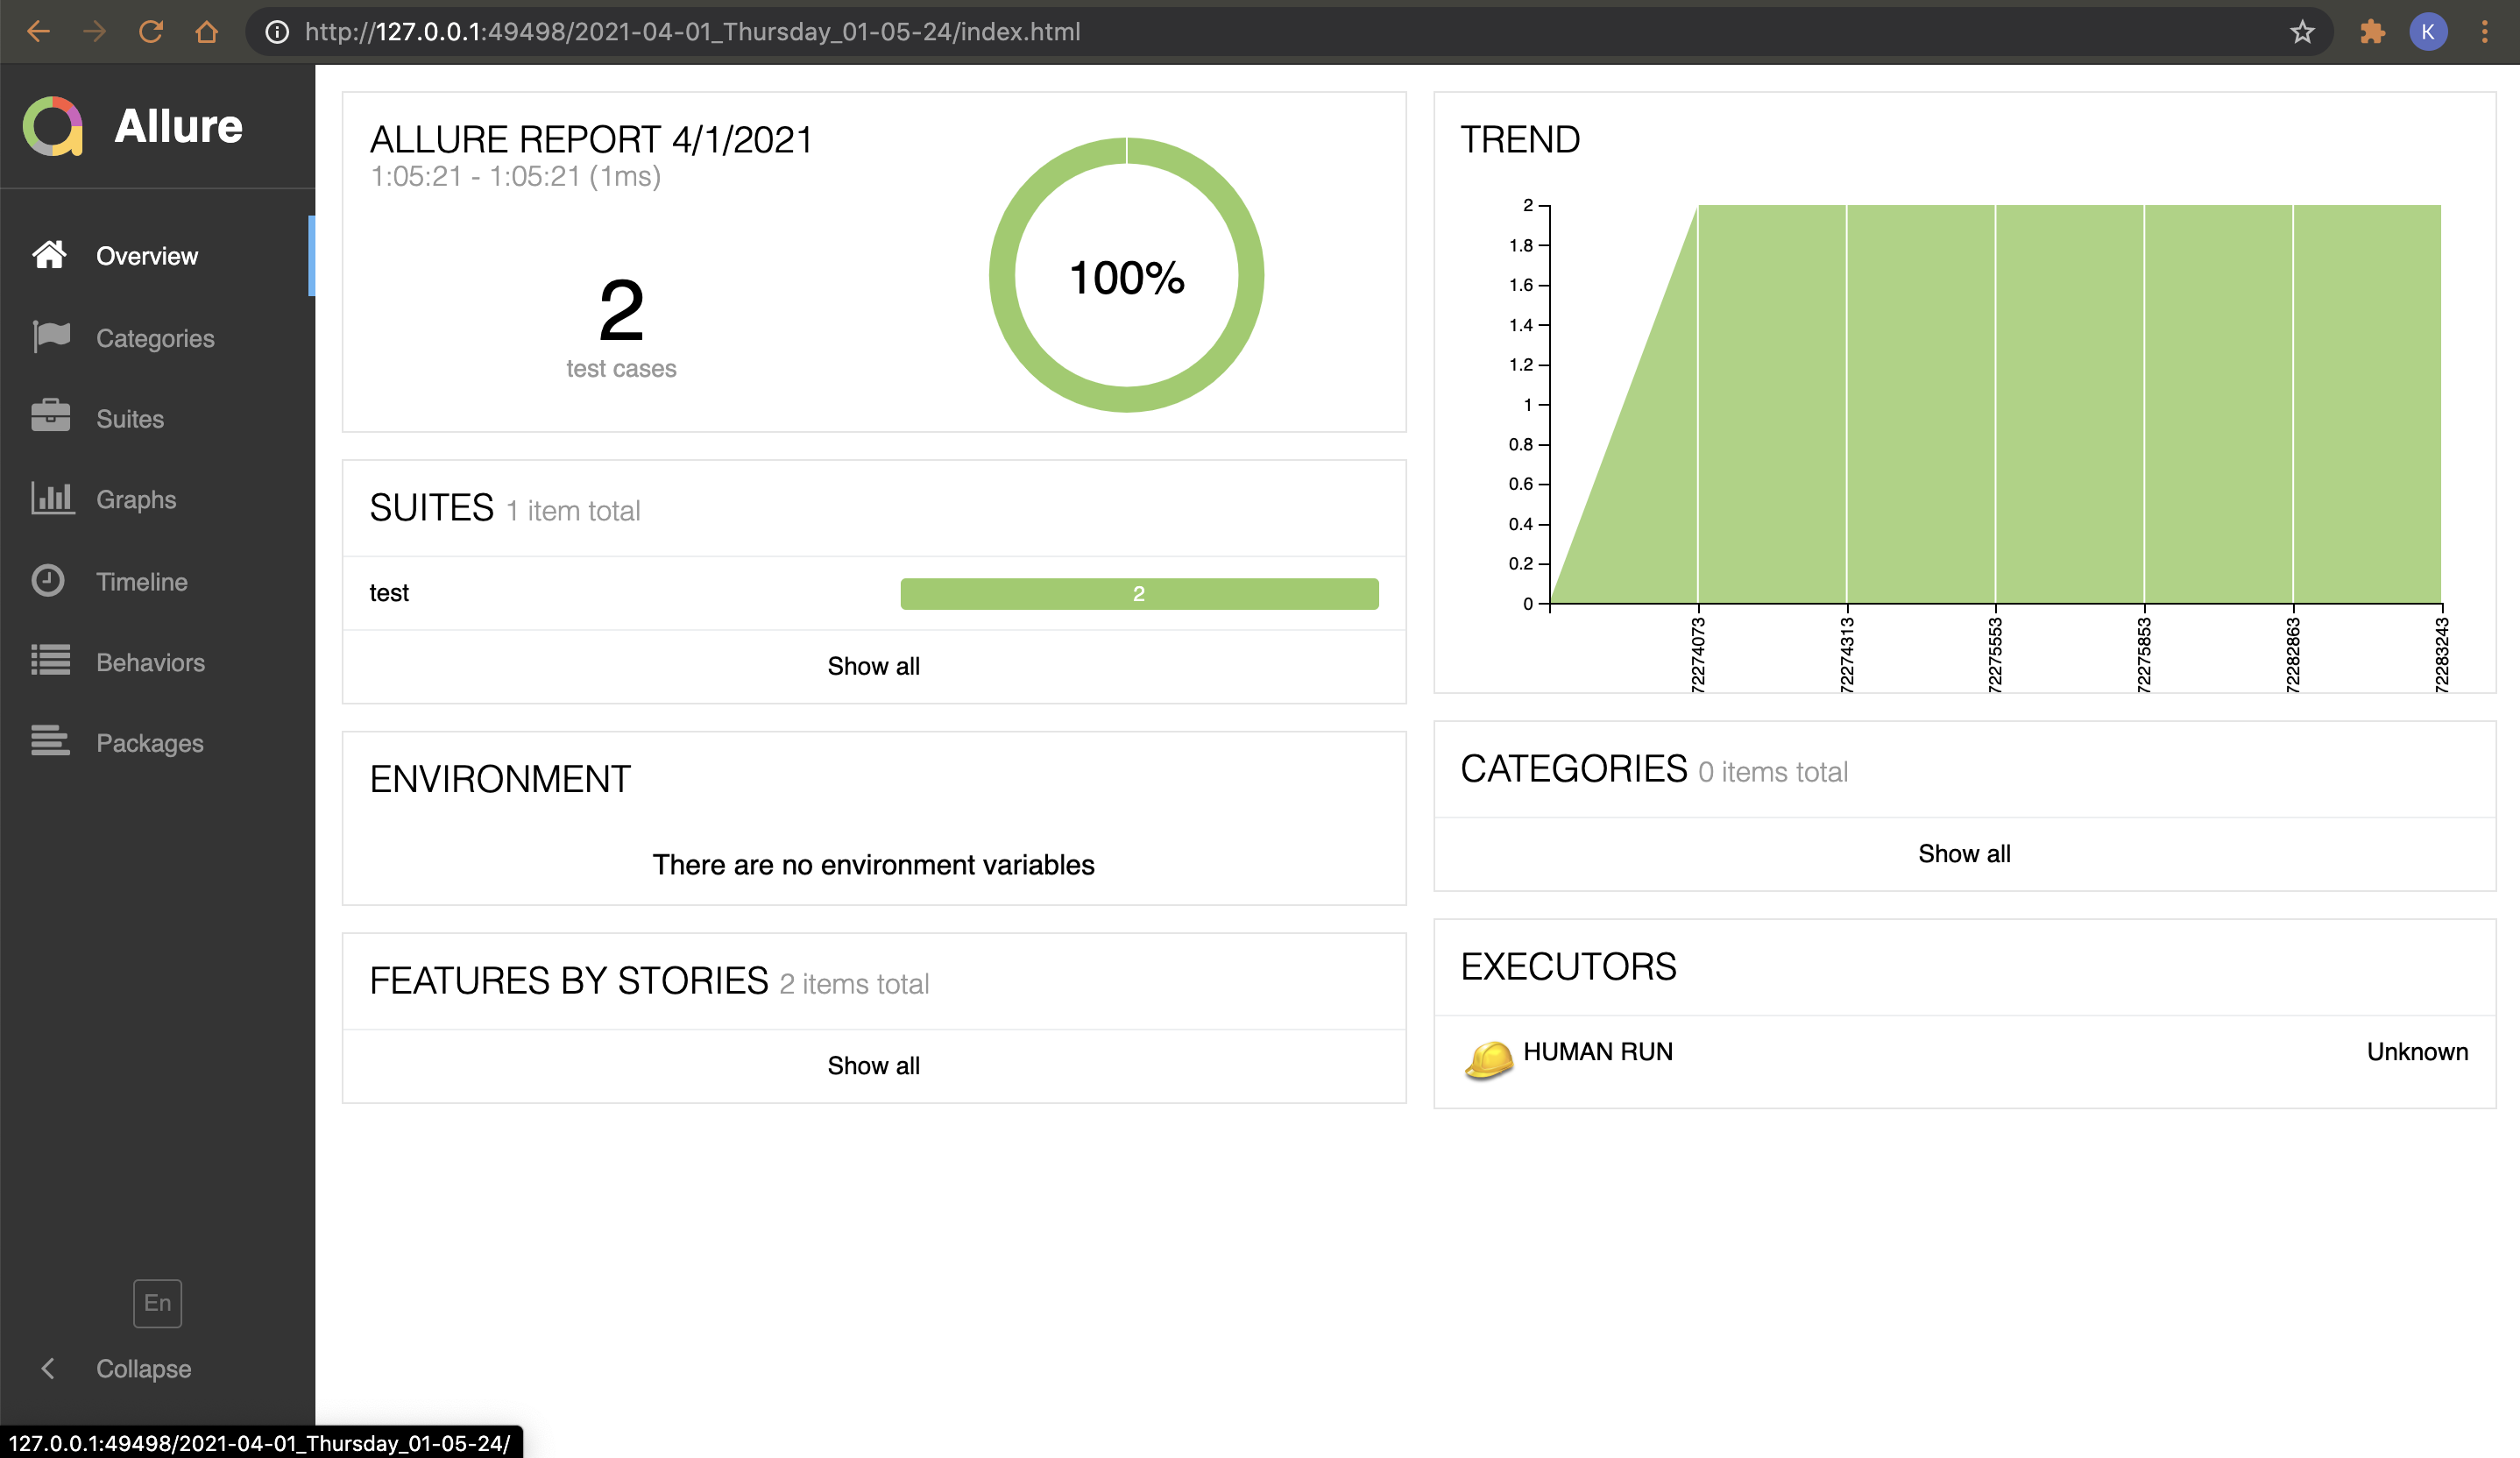 http://127.0.0.1:49498/2021-04-01_Thursday_01-05-24/index.html
K
Allure
Overview
Categories
Suites
Graphs
Timeline
Behaviors
Packages
En
Collapse
127.0.0.1:49498/2021-04-01_Thursday_01-05-24/
ALLURE REPORT 4/1/2021
1:05:21 - 1:05:21 (1ms)
2
test cases
100%
SUITES 1 item total
test 2
Show all
ENVIRONMENT
There are no environment variables
FEATURES BY STORIES 2 items total
Show all
TREND
2
1.8
1.6
1.4
1.2
1
0.8
0.6
0.4
0.2
0
72274073
72274313
72275553
72275853
72282863
72283243
CATEGORIES 0 items total
Show all
EXECUTORS
HUMAN RUN Unknown